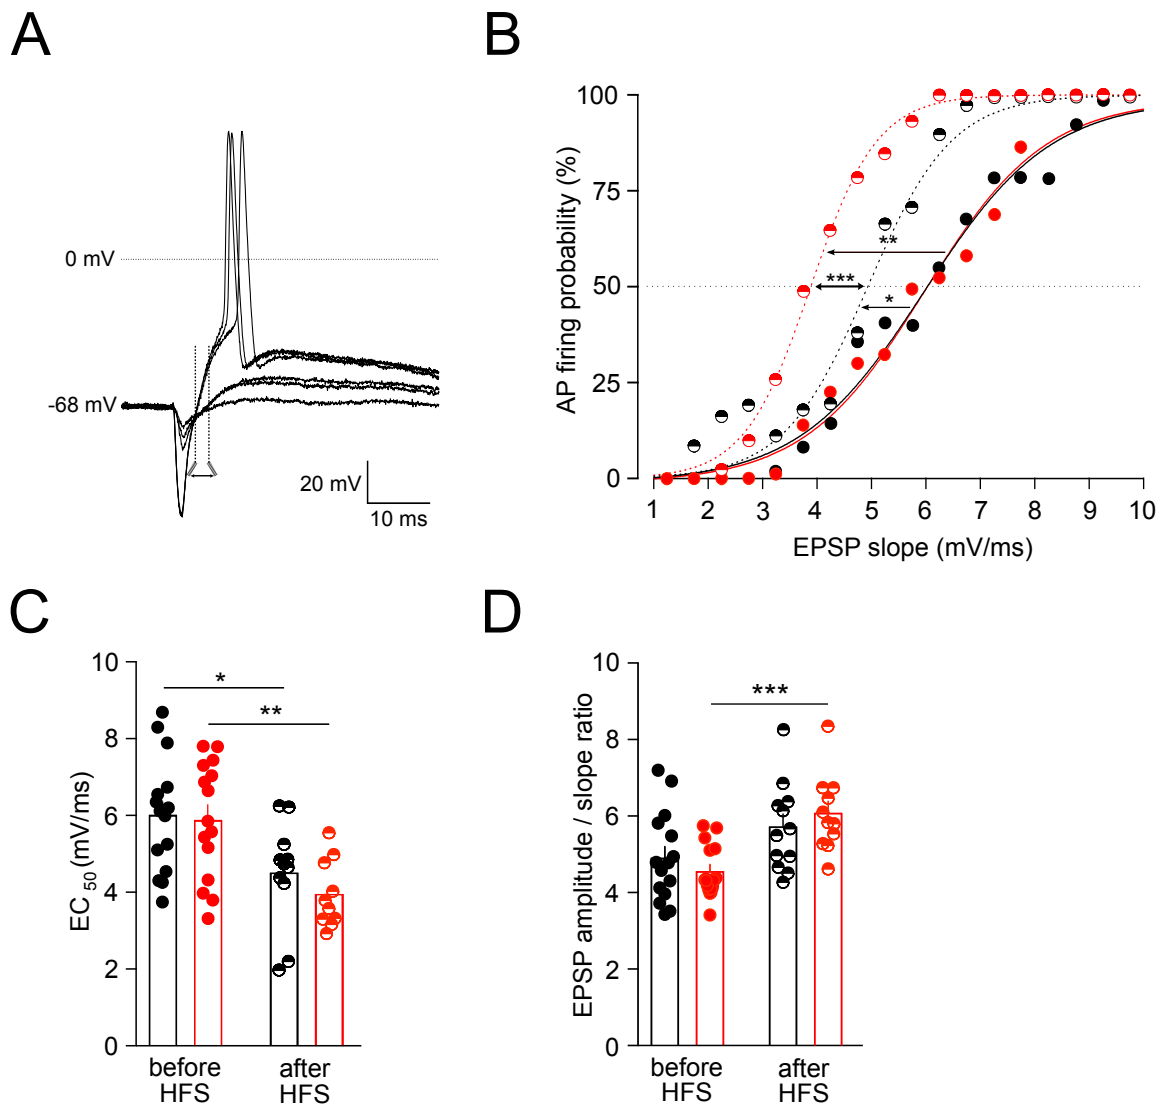 A
0 mV
-68 mV
20 mV
10 ms
B
AP firing probability (%)
100
75
50
25
0
**
***
*
1 2 3 4 5 6 7 8 9 10
EPSP slope (mV/ms)
C
EC50 (mV/ms)
10
8
6
4
2
0
*
**
before HFS
after HFS
D
EPSP amplitude / slope ratio
10
8
6
4
2
0
***
before HFS
after HFS